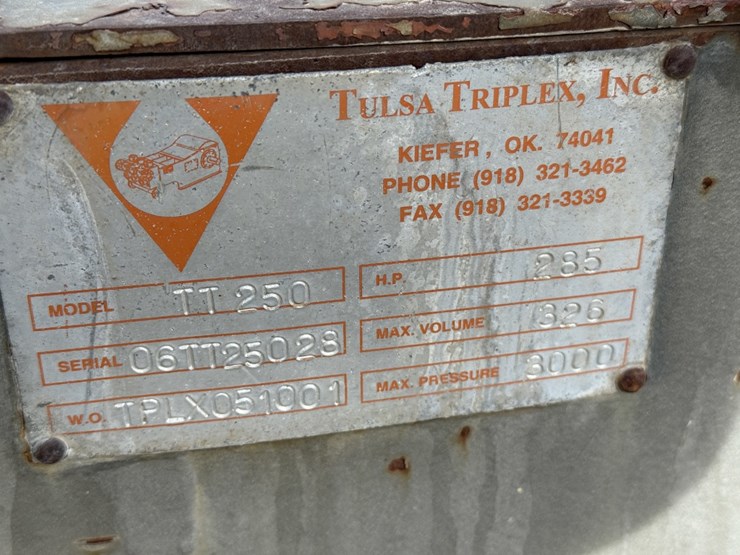 TULSA TRIPLEX, INC.
KIEFER, OK. 74041
PHONE (918) 321-3462
FAX (918) 321-3339
MODEL TT 250
SERIAL 06TT25028
W.O. TPLX051001
H.P. 285
MAX. VOLUME 326
MAX. PRESSURE 3000